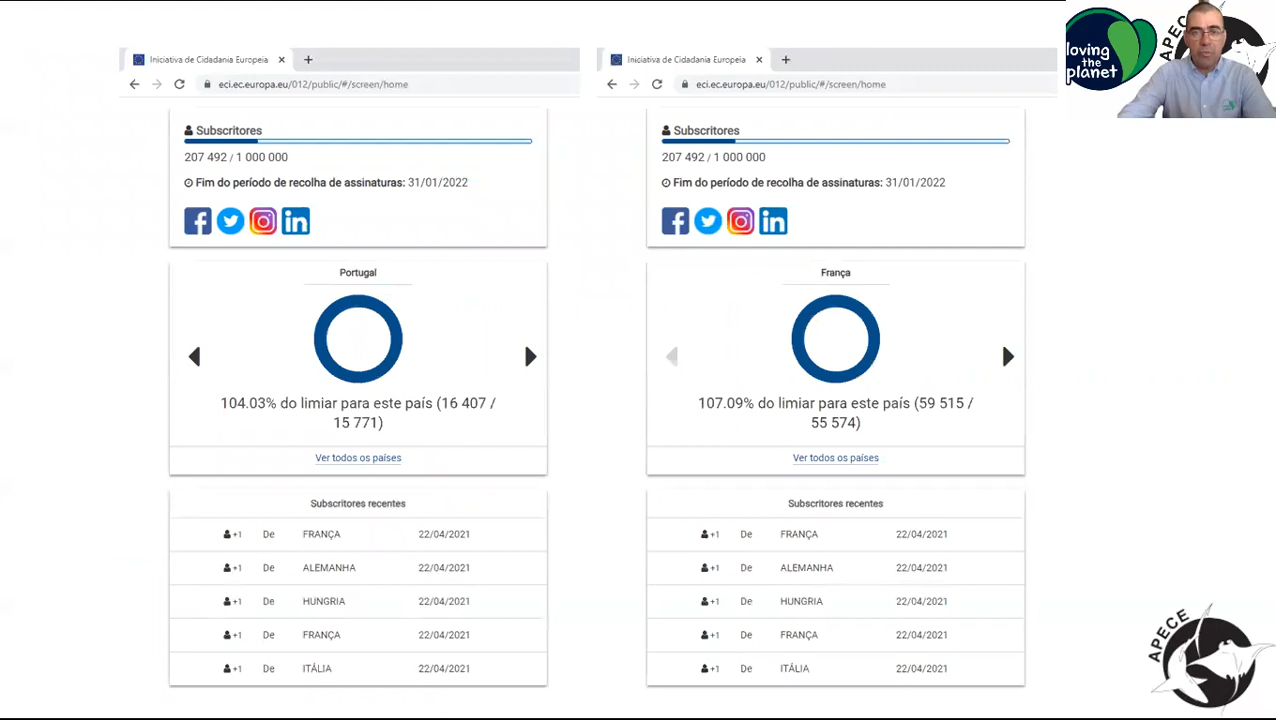 Iniciativa de Cidadania Europeia
eci.ec.europa.eu/012/public/#/screen/home
Subscritores
207 492 / 1 000 000
Fim do período de recolha de assinaturas: 31/01/2022
Portugal
104.03% do limiar para este país (16 407 /
15 771)
Ver todos os países
Subscritores recentes
+1 De FRANÇA 22/04/2021
+1 De ALEMANHA 22/04/2021
+1 De HUNGRIA 22/04/2021
+1 De FRANÇA 22/04/2021
+1 De ITÁLIA 22/04/2021
Iniciativa de Cidadania Europeia
eci.ec.europa.eu/012/public/#/screen/home
Subscritores
207 492 / 1 000 000
Fim do período de recolha de assinaturas: 31/01/2022
França
107.09% do limiar para este país (59 515 /
55 574)
Ver todos os países
Subscritores recentes
+1 De FRANÇA 22/04/2021
+1 De ALEMANHA 22/04/2021
+1 De HUNGRIA 22/04/2021
+1 De FRANÇA 22/04/2021
+1 De ITÁLIA 22/04/2021
loving
the
planet
APECE
APECE